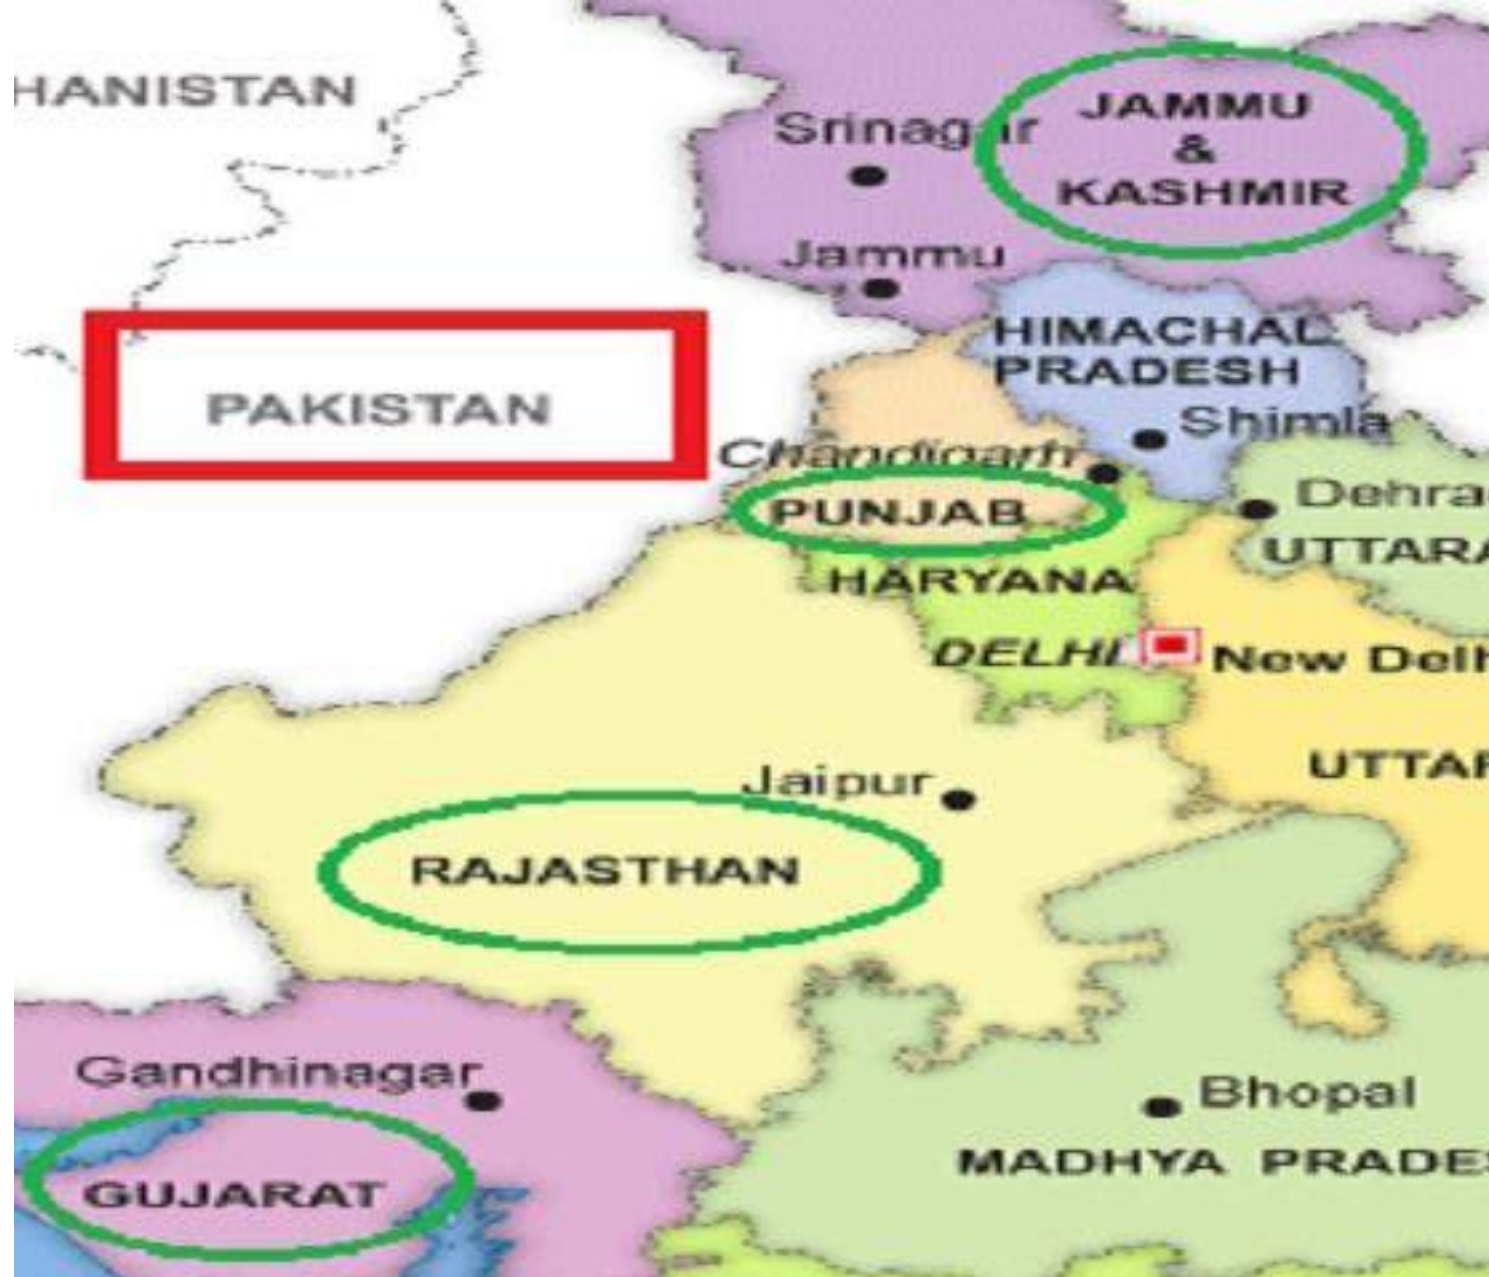 HANISTAN
JAMMU
&
KASHMIR
Srinagar
Jammu
HIMACHAL
PRADESH
PAKISTAN
Shimla
Chandigarh
Dehra
PUNJAB
UTTARA
HARYANA
DELHI
New Delh
UTTAR
Jaipur
RAJASTHAN
Gandhinagar
Bhopal
MADHYA PRADES
GUJARAT